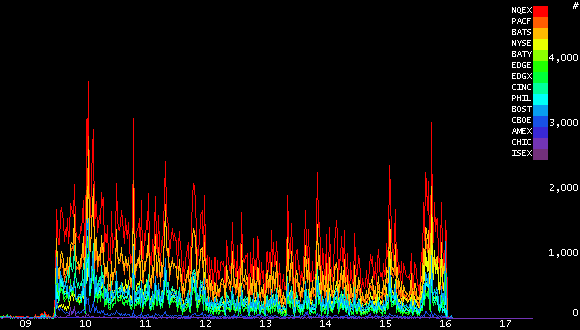 #
NQEX
PACF
BATS
NYSE
BATY
EDGE
EDGX
CINC
PHIL
BOST
CBOE
AMEX
CHIC
ISEX
4,000
3,000
2,000
1,000
0
09 10 11 12 13 14 15 16 17